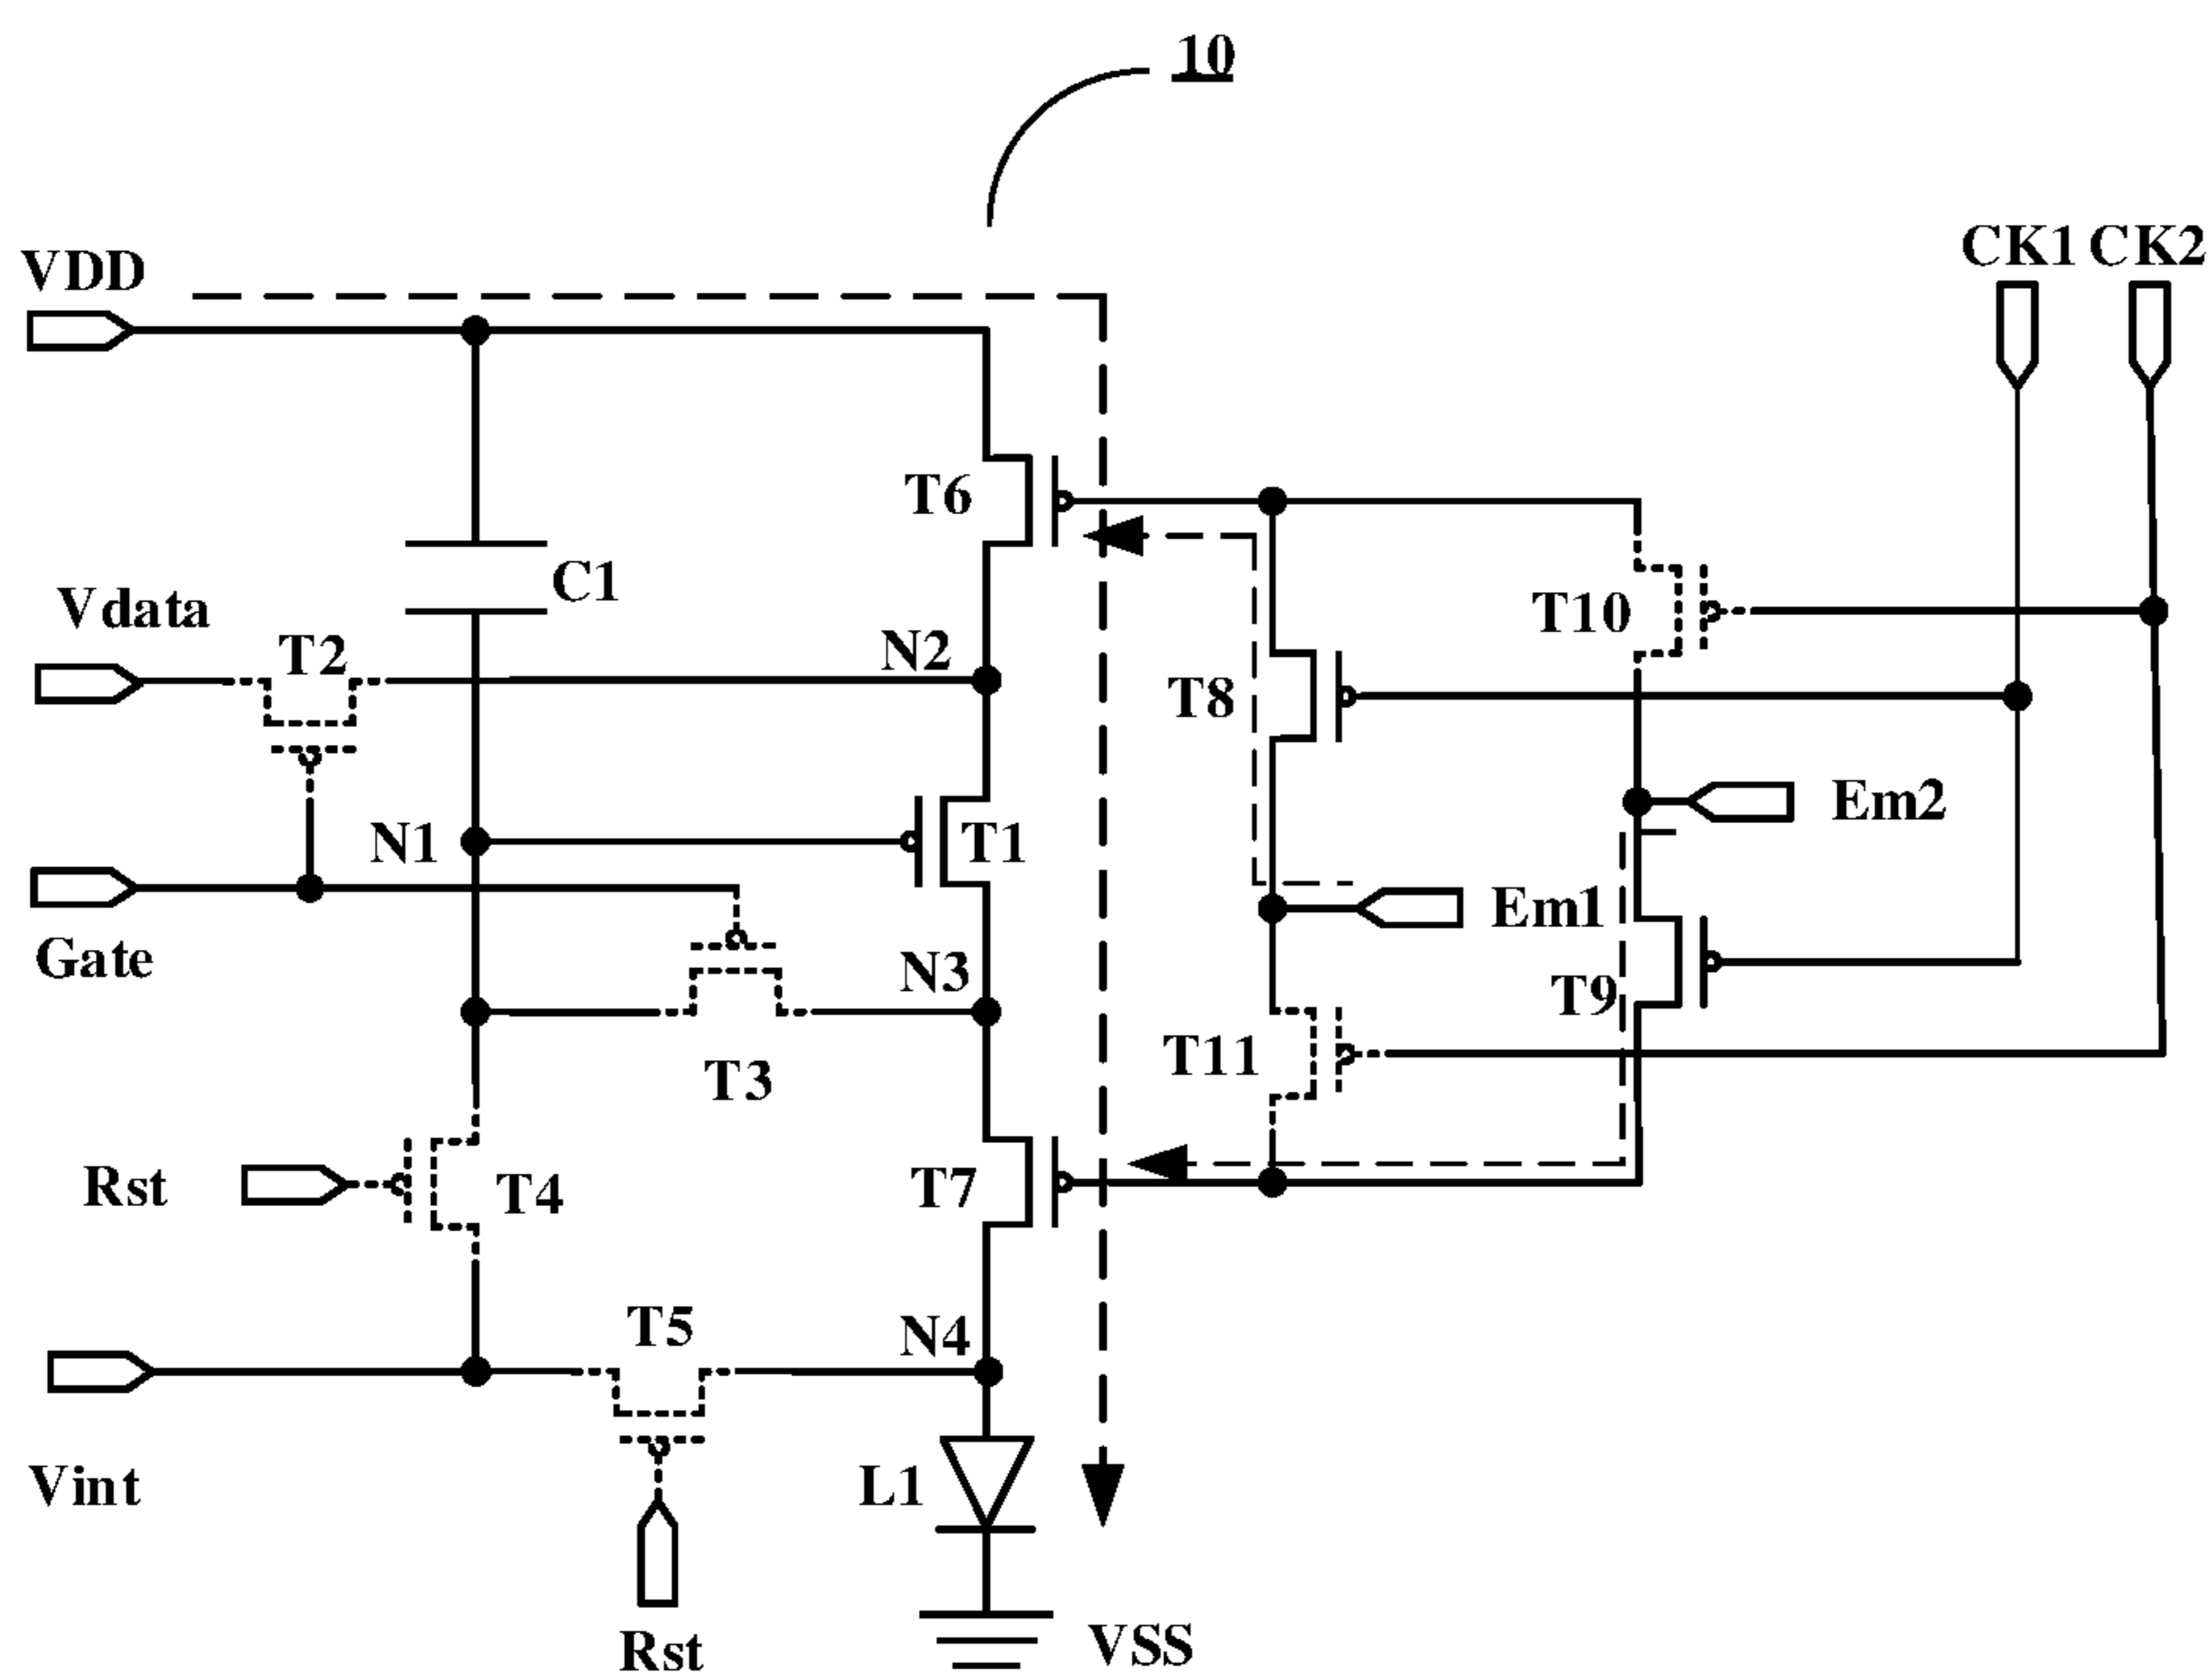 10
VDD
CK1 CK2
T6
C1
Vdata
T10
T2
N2
T8
N1
T1
Em2
Em1
Gate
N3
T9
T11
T3
Rst
T4
T7
T5
N4
Vint
L1
Rst
VSS